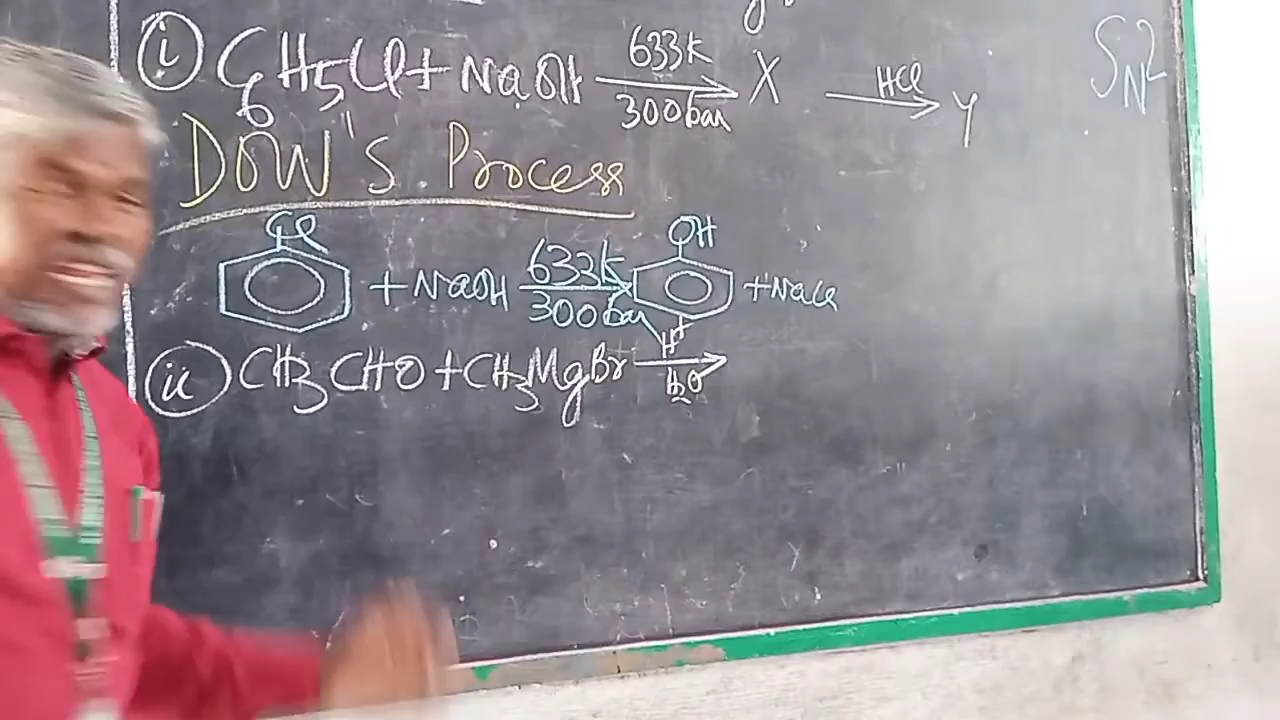 (i) C₆H₅Cl + NaOH 633K 300bar → X HCl → Y
SN2
DOW'S Process
Cl + NaOH 633K 300bar → OH + NaCl
(ii) CH₃CHO + CH₃MgBr H⁺ H₂O →